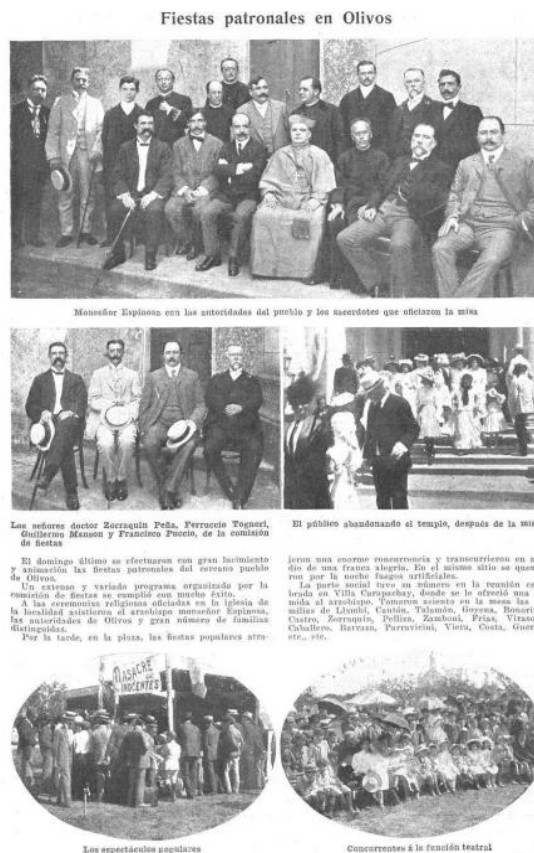 Fiestas patronales en Olivos
Monseñor Espinosa con las autoridades del pueblo y los sacerdotes que oficiaron la misa
Los señores doctor Zorraquin Peña, Ferruccio Togneri,
Guillermo Manson y Francisco Puccio, de la comisión
de fiestas
El público abandonando el templo, después de la mis
El domingo último se efectuaron con gran lucimiento
y animación las fiestas patronales del cercano pueblo
de Olivos.
Un extenso y variado programa organizado por la
comisión de fiestas se cumplió con mucho éxito.
A las ceremonias religiosas oficiadas en la iglesia de
la localidad asistieron el arzobispo monseñor Espinosa,
las autoridades de Olivos y gran número de familias
distinguidas.
Por la tarde, en la plaza, las fiestas populares atra-
jeron una enorme concurrencia y transcurrieron en m
dio de una franca alegría. En el mismo sitio se quem
ron por la noche fuegos artificiales.
La parte social tuvo su número en la reunión ce
brada en Villa Carapachay, donde se le ofreció una
mida al arzobispo. Tomaron asiento en la mesa las
milias de Cantón, Talamón, Goyena,
Castro, Zorraquin, Pelliza, Zamboni, Frías, Viraso
Caballero, Barraza, Parravicini, Viera, Costa, Guer
etc., etc.
MASACRE
INOCENTES
Los espectáculos populares
Concurrentes á la función teatral